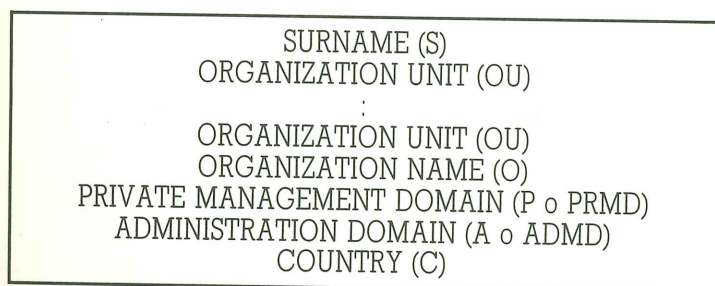 SURNAME (S)
ORGANIZATION UNIT (OU)
:
ORGANIZATION UNIT (OU)
ORGANIZATION NAME (O)
PRIVATE MANAGEMENT DOMAIN (P o PRMD)
ADMINISTRATION DOMAIN (A o ADMD)
COUNTRY (C)